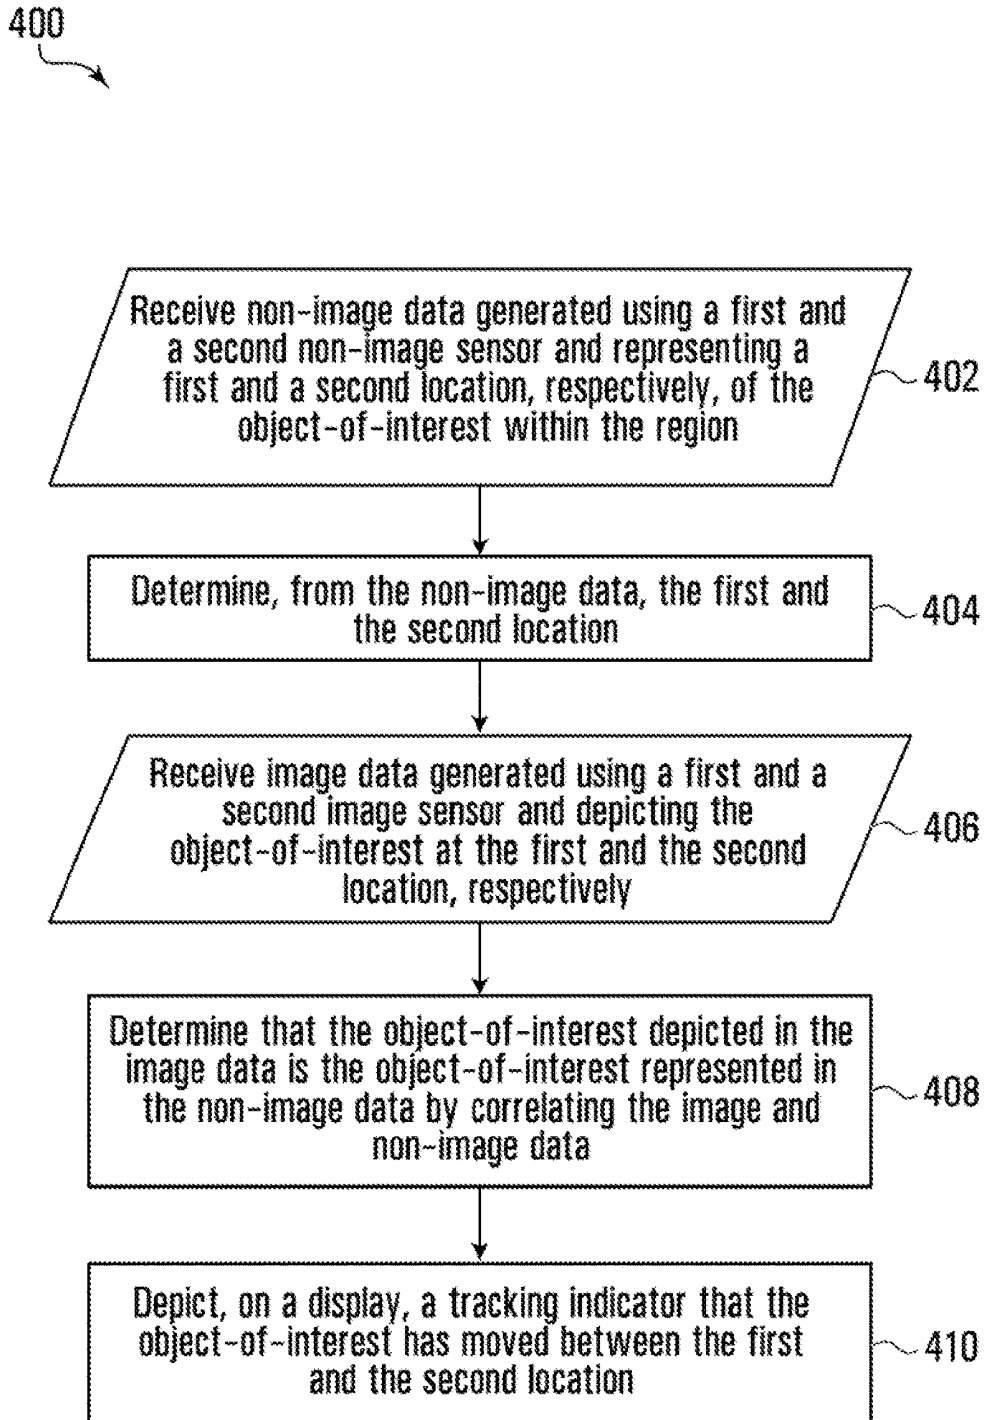 400
Receive non-image data generated using a first and
a second non-image sensor and representing a
first and a second location, respectively, of the
object-of-interest within the region
402
Determine, from the non-image data, the first and
the second location
404
Receive image data generated using a first and a
second image sensor and depicting the
object-of-interest at the first and the second
location, respectively
406
Determine that the object-of-interest depicted in the
image data is the object-of-interest represented in
the non-image data by correlating the image and
non-image data
408
Depict, on a display, a tracking indicator that the
object-of-interest has moved between the first
and the second location
410